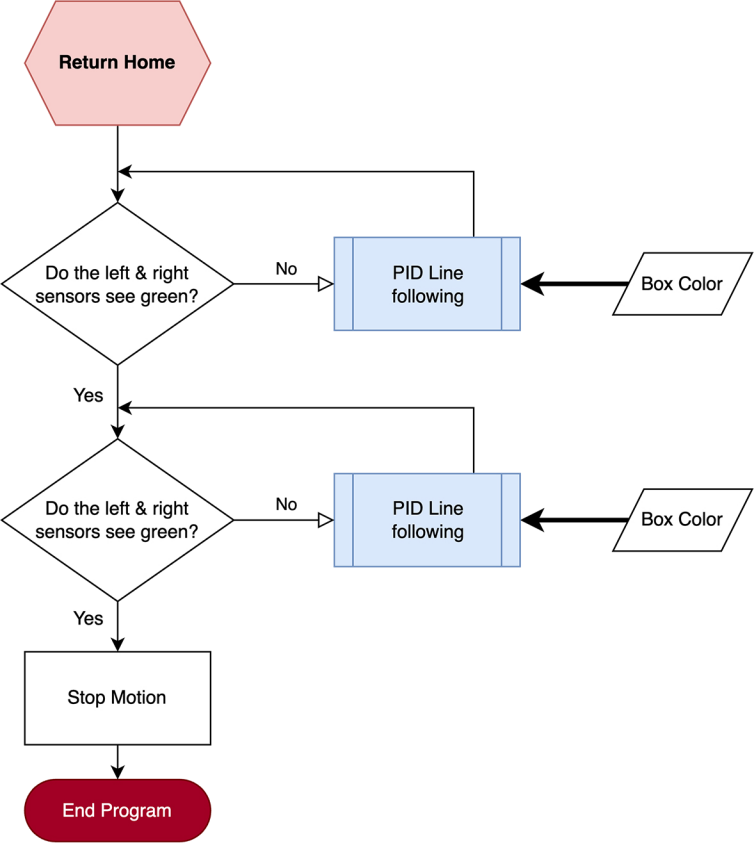 Return Home
Do the left & right
sensors see green?
No
PID Line
following
Box Color
Yes
Do the left & right
sensors see green?
No
PID Line
following
Box Color
Yes
Stop Motion
End Program